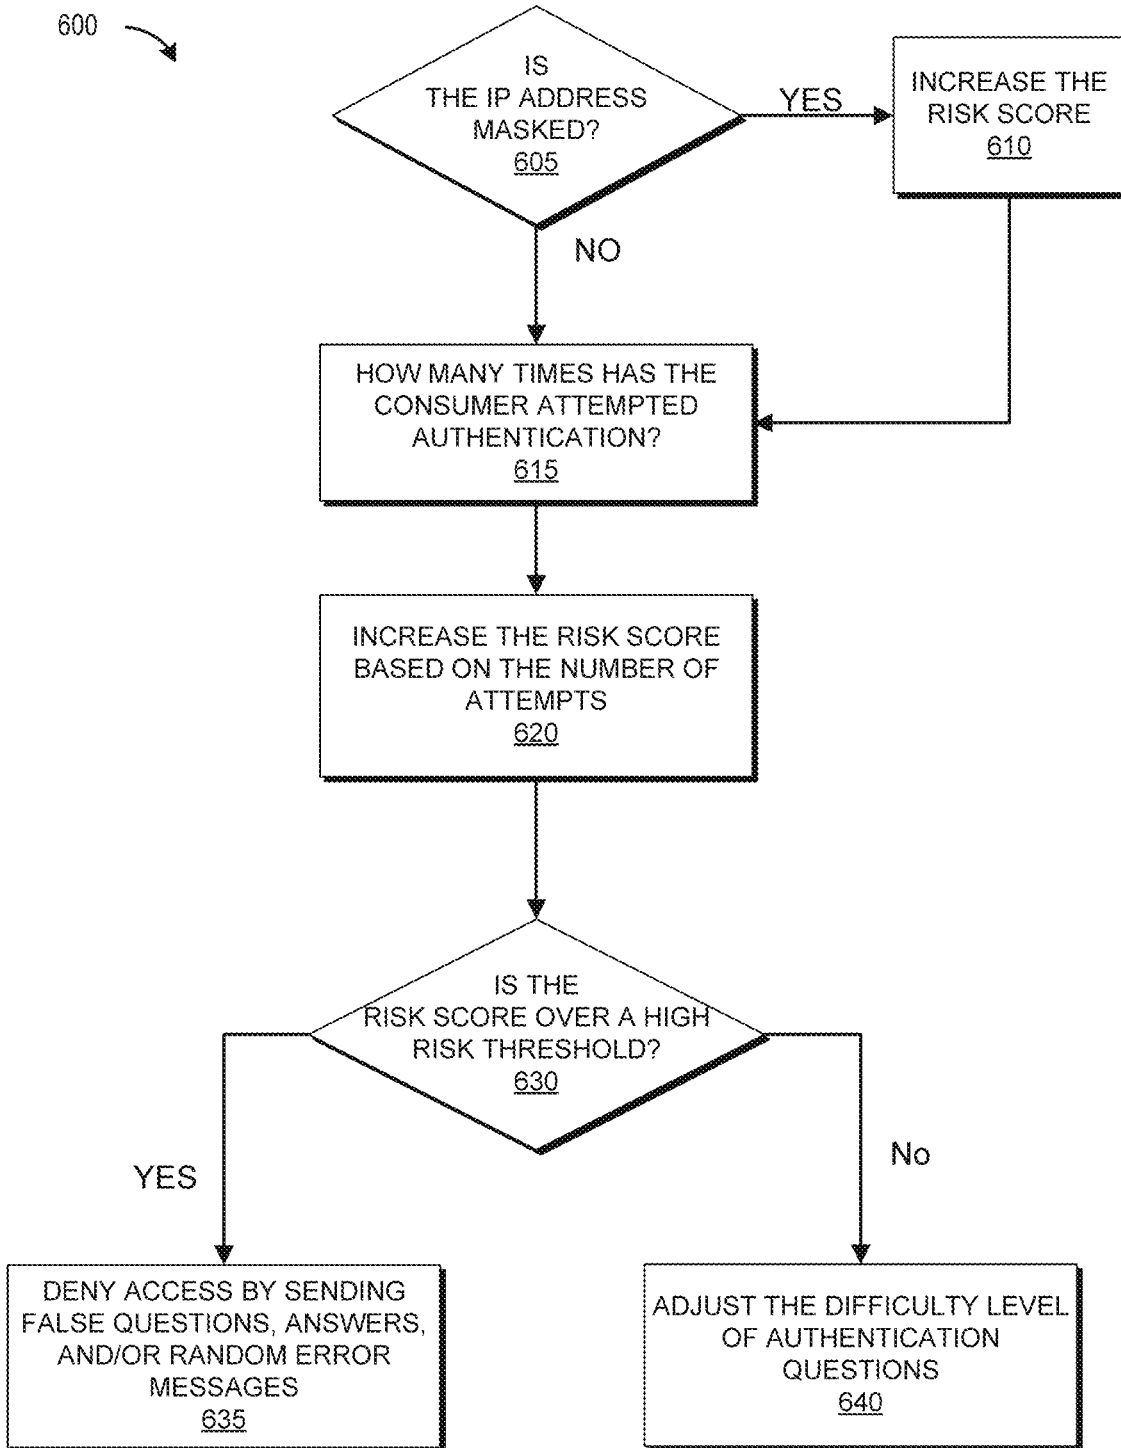 600
IS
THE IP ADDRESS
MASKED?
605
YES
INCREASE THE
RISK SCORE
610
NO
HOW MANY TIMES HAS THE
CONSUMER ATTEMPTED
AUTHENTICATION?
615
INCREASE THE RISK SCORE
BASED ON THE NUMBER OF
ATTEMPTS
620
IS THE
RISK SCORE OVER A HIGH
RISK THRESHOLD?
630
YES
No
DENY ACCESS BY SENDING
FALSE QUESTIONS, ANSWERS,
AND/OR RANDOM ERROR
MESSAGES
635
ADJUST THE DIFFICULTY LEVEL
OF AUTHENTICATION
QUESTIONS
640